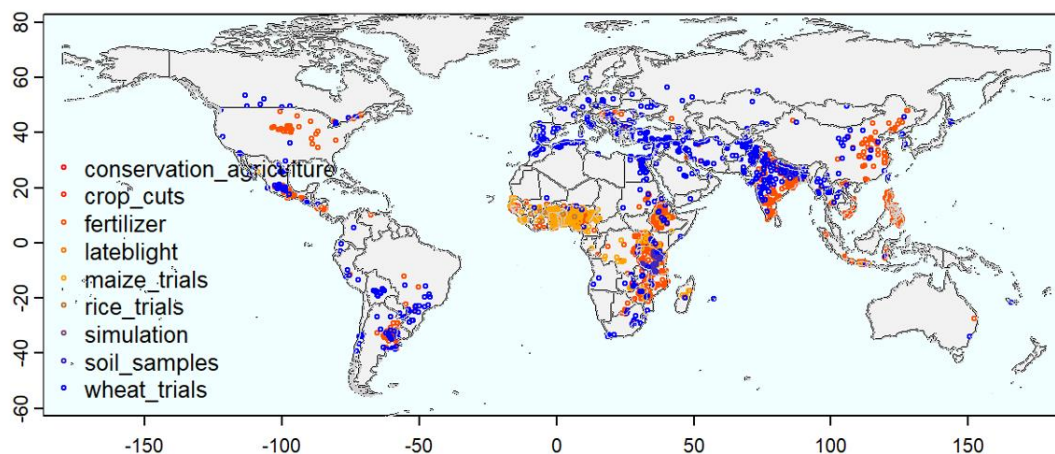 80
60
40
20
0
-20
-40
-60
conservation_agriculture
crop_cuts
fertilizer
lateblight
maize_trials
rice_trials
simulation
soil_samples
wheat_trials
-150 -100 -50 0 50 100 150